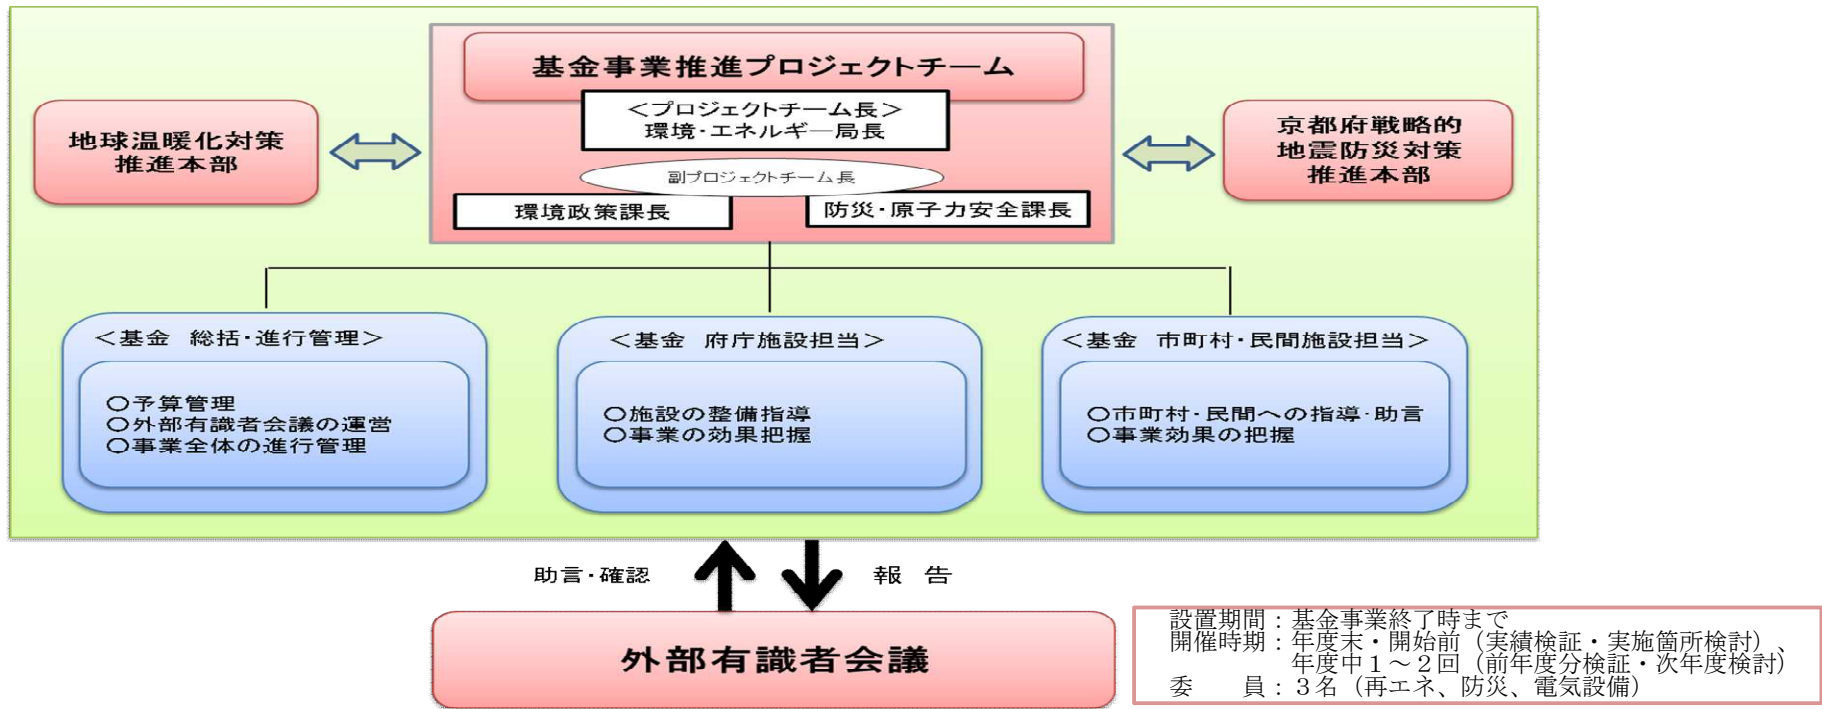 基金事業推進プロジェクトチーム
＜プロジェクトチーム長＞
環境・エネルギー局長
副プロジェクトチーム長
環境政策課長
防災・原子力安全課長
地球温暖化対策
推進本部
京都府戦略的
地震防災対策
推進本部
＜基金 総括・進行管理＞
○予算管理
○外部有識者会議の運営
○事業全体の進行管理
＜基金 府庁施設担当＞
○施設の整備指導
○事業の効果把握
＜基金 市町村・民間施設担当＞
○市町村・民間への指導・助言
○事業効果の把握
助言・確認
報 告
外部有識者会議
設置期間：基金事業終了時まで
開催時期：年度末・開始前（実績検証・実施箇所検討）、
年度中１～２回（前年度分検証・次年度検討）
委　　員：３名（再エネ、防災、電気設備）